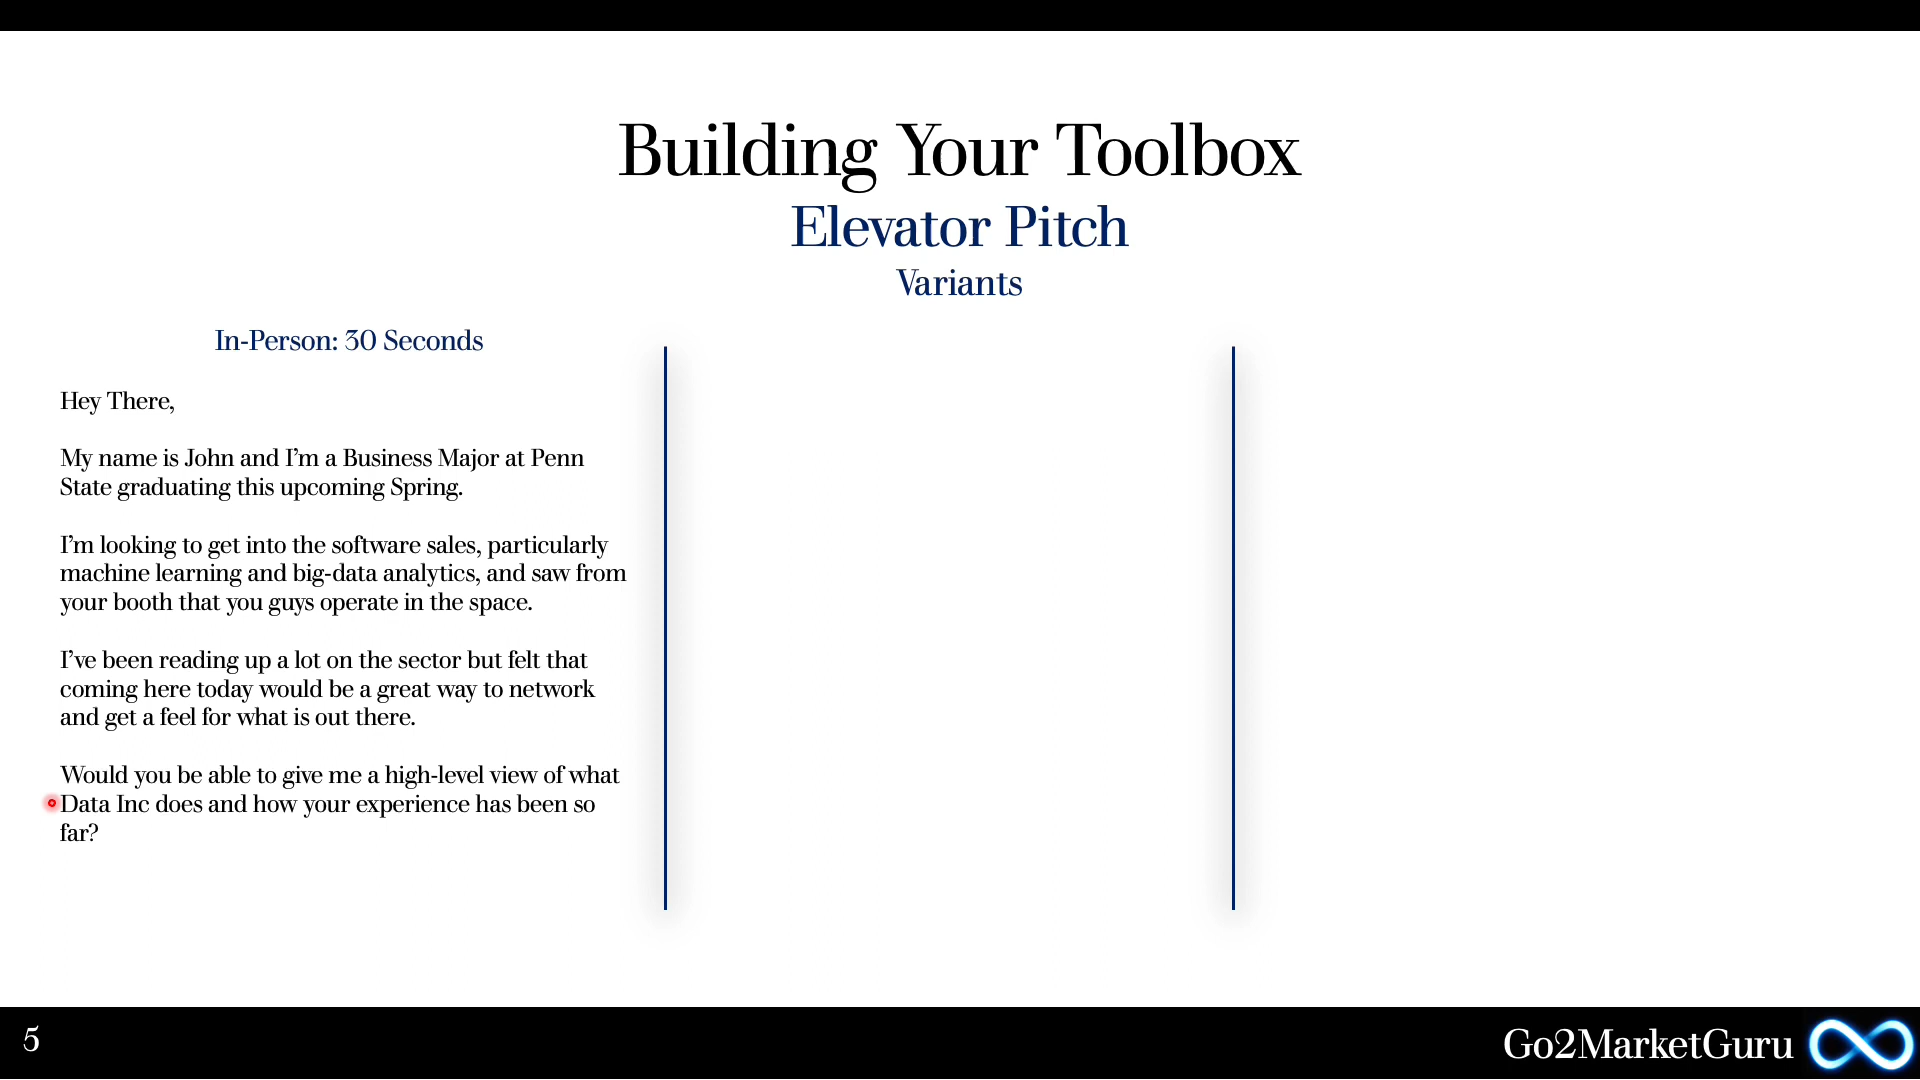 Building Your Toolbox
Elevator Pitch
Variants
In-Person: 30 Seconds
Hey There,
My name is John and I’m a Business Major at Penn
State graduating this upcoming Spring.
I’m looking to get into the software sales, particularly
machine learning and big-data analytics, and saw from
your booth that you guys operate in the space.
I’ve been reading up a lot on the sector but felt that
coming here today would be a great way to network
and get a feel for what is out there.
Would you be able to give me a high-level view of what
Data Inc does and how your experience has been so
far?
5
Go2MarketGuru